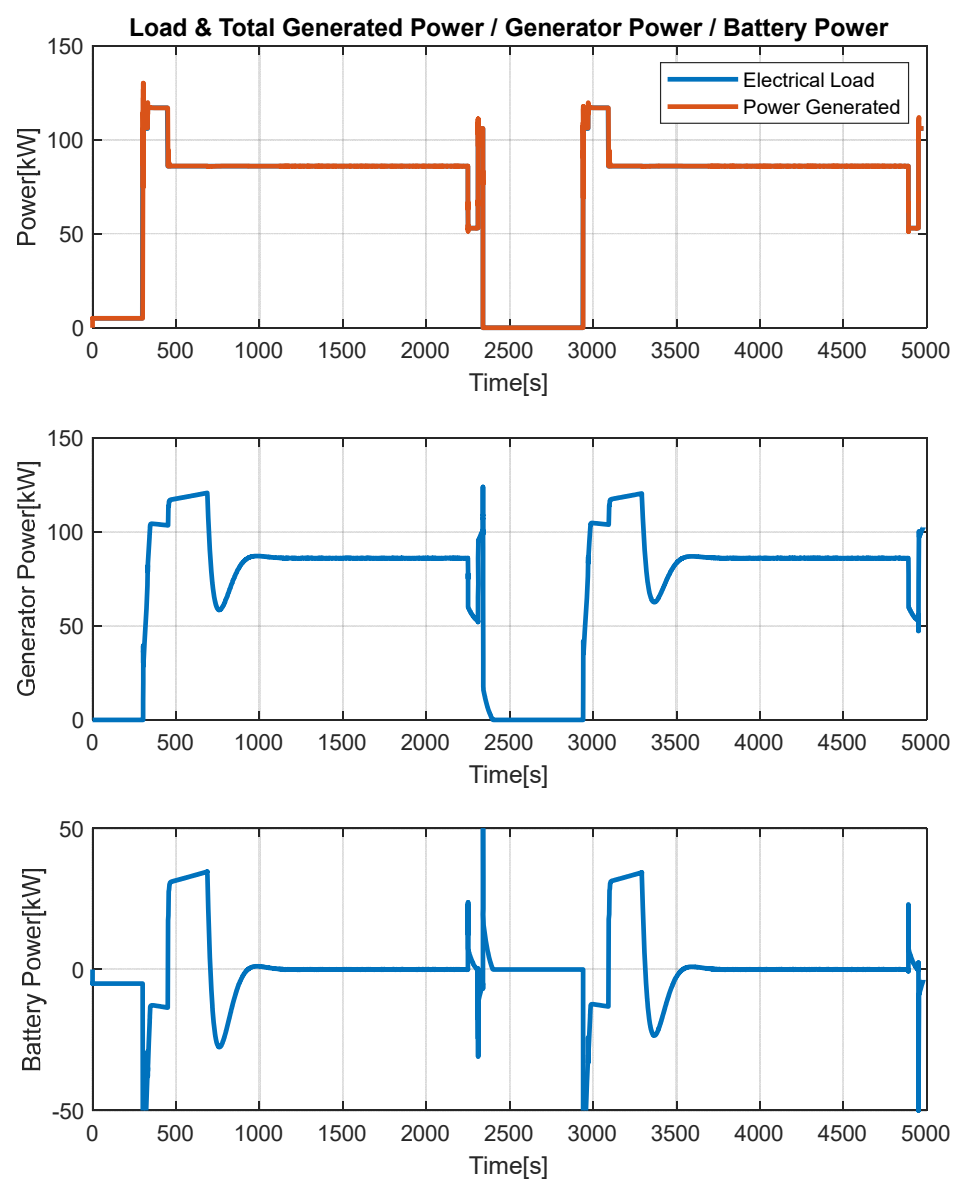 Load & Total Generated Power / Generator Power / Battery Power
150
100
50
0
Power[kW]
Electrical Load
Power Generated
0 500 1000 1500 2000 2500 3000 3500 4000 4500 5000
Time[s]
150
100
50
0
Generator Power[kW]
0 500 1000 1500 2000 2500 3000 3500 4000 4500 5000
Time[s]
50
0
-50
Battery Power[kW]
0 500 1000 1500 2000 2500 3000 3500 4000 4500 5000
Time[s]